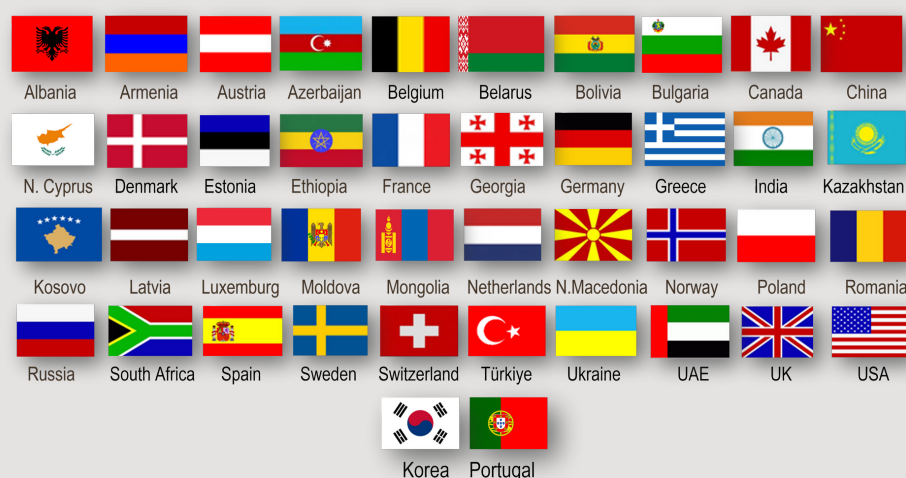 Albania Armenia Austria Azerbaijan Belgium Belarus Bolivia Bulgaria Canada China
N. Cyprus Denmark Estonia Ethiopia France Georgia Germany Greece India Kazakhstan
Kosovo Latvia Luxemburg Moldova Mongolia Netherlands N.Macedonia Norway Poland Romania
Russia South Africa Spain Sweden Switzerland Türkiye Ukraine UAE UK USA
Korea Portugal